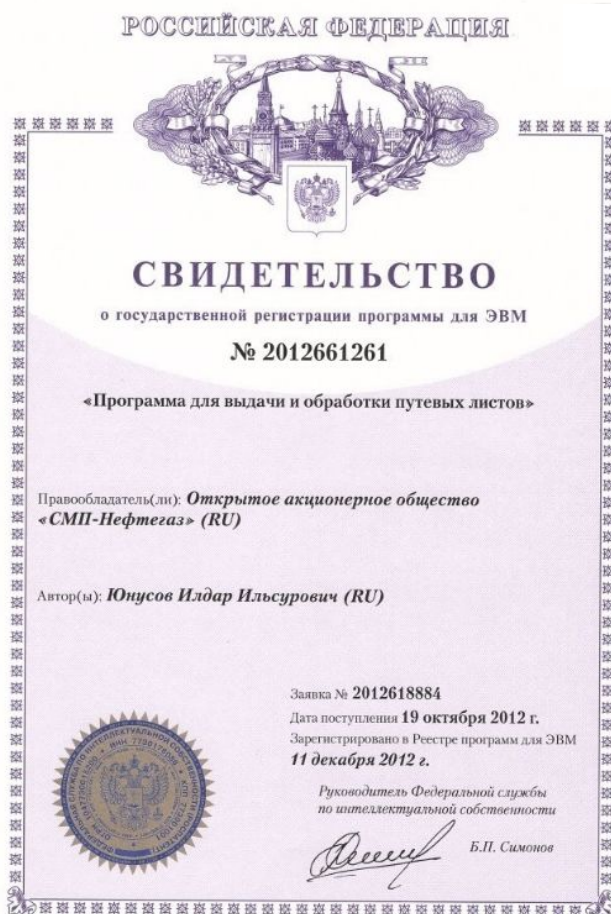 РОССИЙСКАЯ ФЕДЕРАЦИЯ
СВИДЕТЕЛЬСТВО
о государственной регистрации программы для ЭВМ
№ 2012661261
«Программа для выдачи и обработки путевых листов»
Правообладатель(ли): Открытое акционерное общество
«СМП-Нефтегаз» (RU)
Автор(ы): Юнусов Илдар Ильсурович (RU)
Заявка № 2012618884
Дата поступления 19 октября 2012 г.
Зарегистрировано в Реестре программ для ЭВМ
11 декабря 2012 г.
Руководитель Федеральной службы
по интеллектуальной собственности
Б.П. Симонов